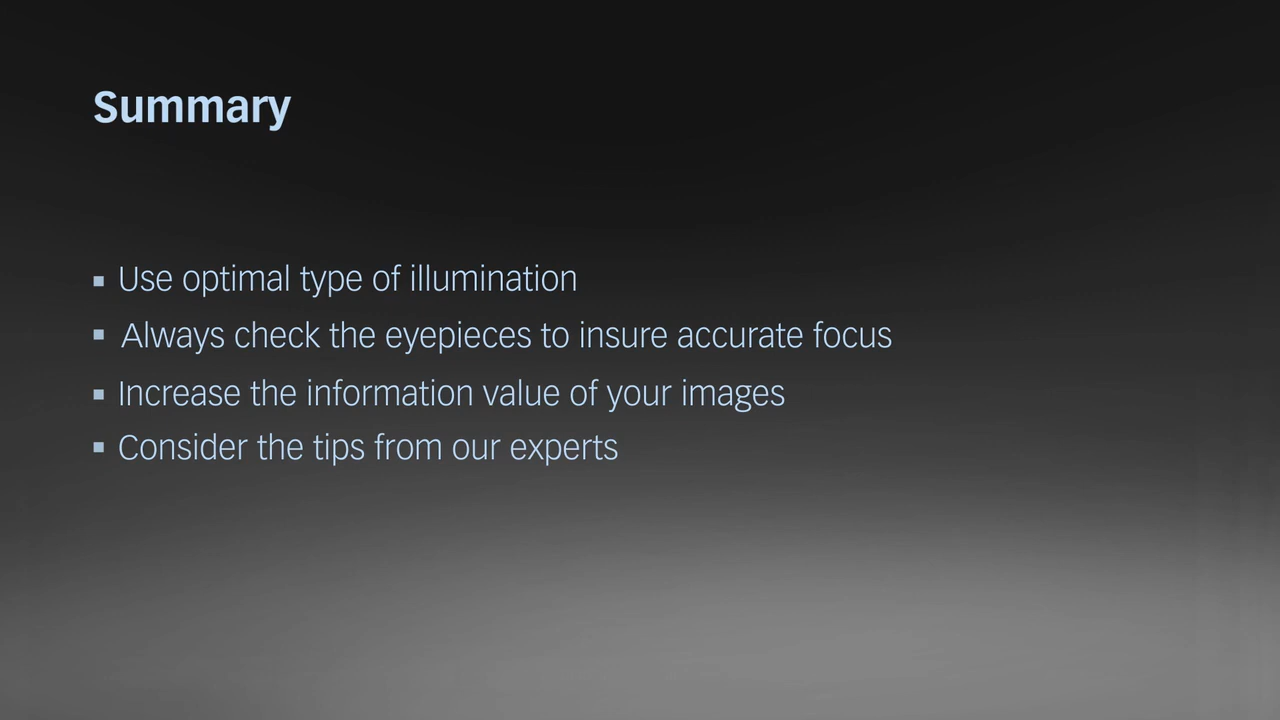 Summary
▪ Use optimal type of illumination
▪ Always check the eyepieces to insure accurate focus
▪ Increase the information value of your images
▪ Consider the tips from our experts